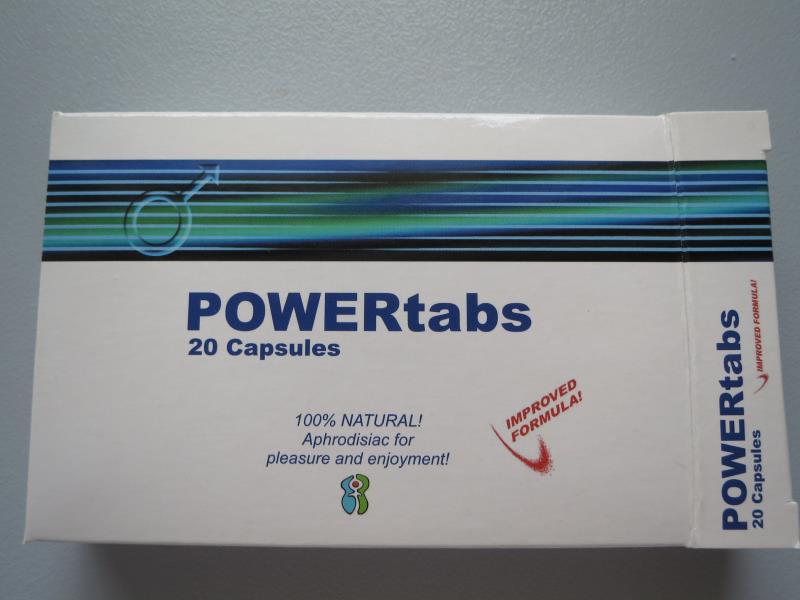 POWERtabs
20 Capsules
100% NATURAL!
Aphrodisiac for
pleasure and enjoyment!
IMPROVED
FORMULA!
POWERtabs
20 Capsules
IMPROVED FORMULA!